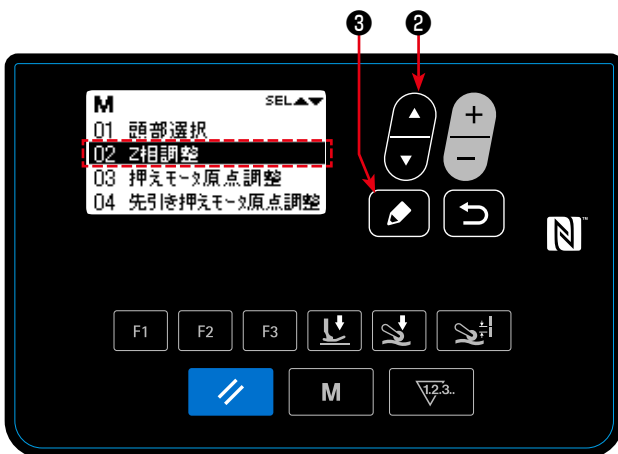 ❸ ❷
M SEL▲▼
01 頭部選択
02 Z相調整
03 押えモータ原点調整
04 先引き押えモータ原点調整
+
−
N™
F1 F2 F3
M 1.2.3..